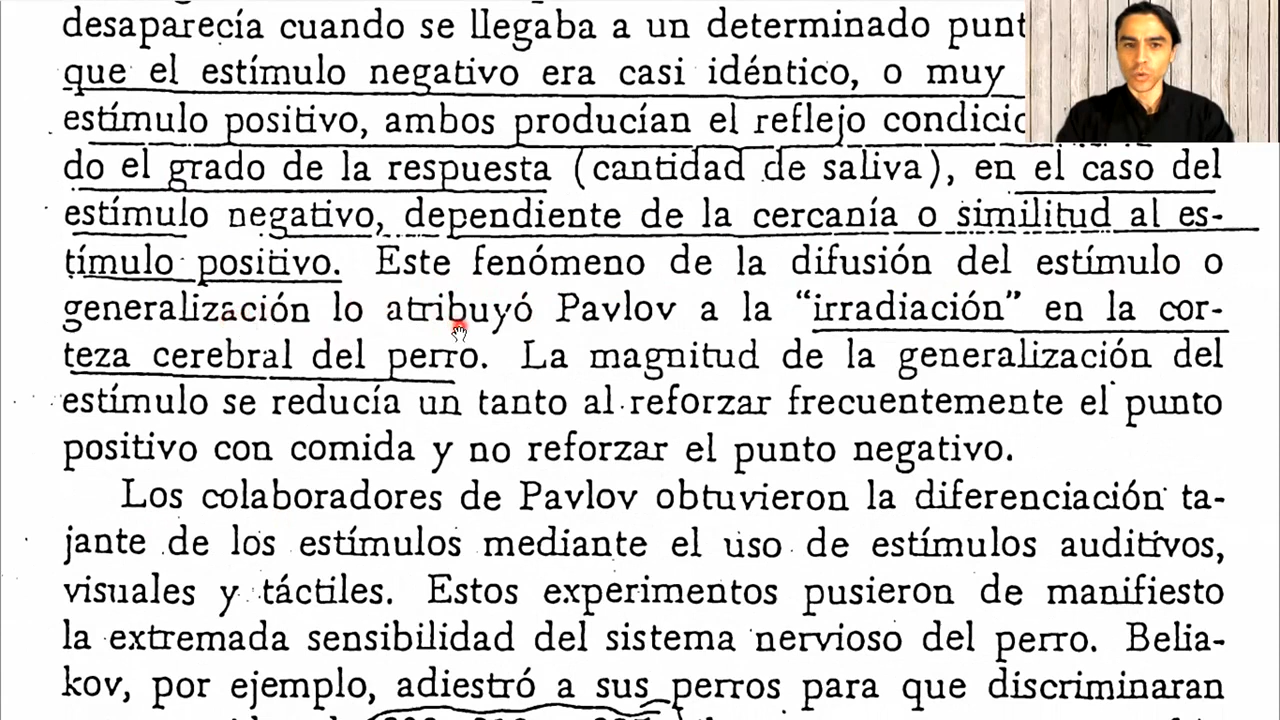 desaparecía cuando se llegaba a un determinado punt
que el estímulo negativo era casi idéntico, o muy
estímulo positivo, ambos producían el reflejo condicio
do el grado de la respuesta (cantidad de saliva), en el caso del
estímulo negativo, dependiente de la cercanía o similitud al es-
tímulo positivo. Este fenómeno de la difusión del estímulo o
generalización lo atribuyó Pavlov a la “irradiación” en la cor-
teza cerebral del perro. La magnitud de la generalización del
estímulo se reducía un tanto al reforzar frecuentemente el punto
positivo con comida y no reforzar el punto negativo.
Los colaboradores de Pavlov obtuvieron la diferenciación ta-
jante de los estímulos mediante el uso de estímulos auditivos,
visuales y táctiles. Estos experimentos pusieron de manifiesto
la extremada sensibilidad del sistema nervioso del perro. Belia-
kov, por ejemplo, adiestró a sus perros para que discriminaran